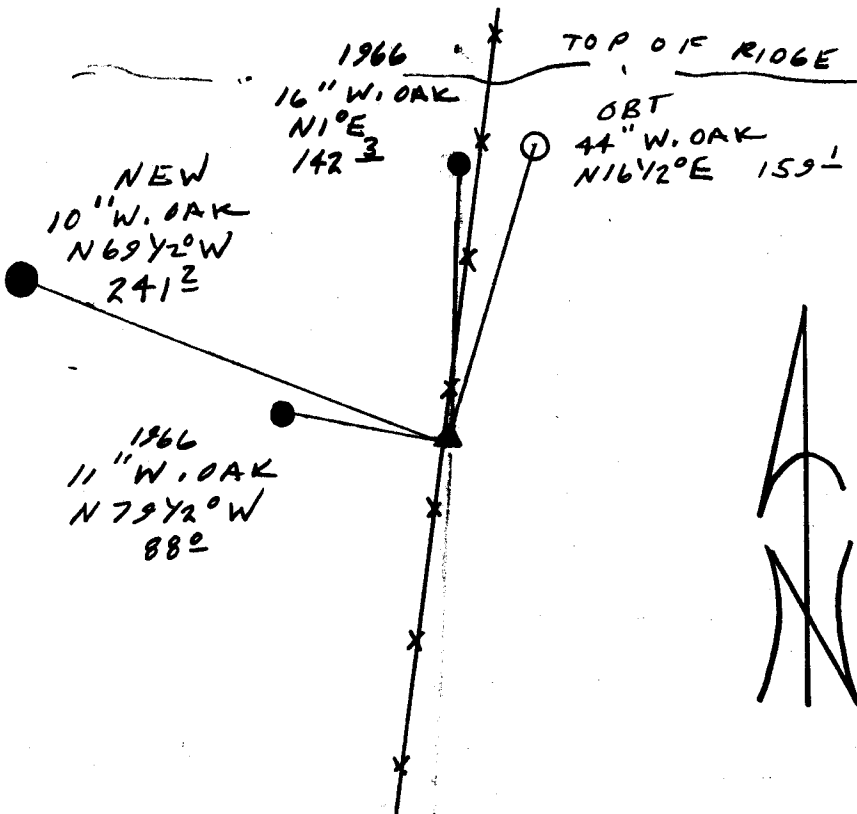 1966
16" W. OAK
N1°E
142 3
TOP OF RIDGE
OBT
44" W. OAK
N16½°E 159 1
NEW
10" W. OAK
N69½°W
241 2
1966
11" W. OAK
N79½°W
88 0
N